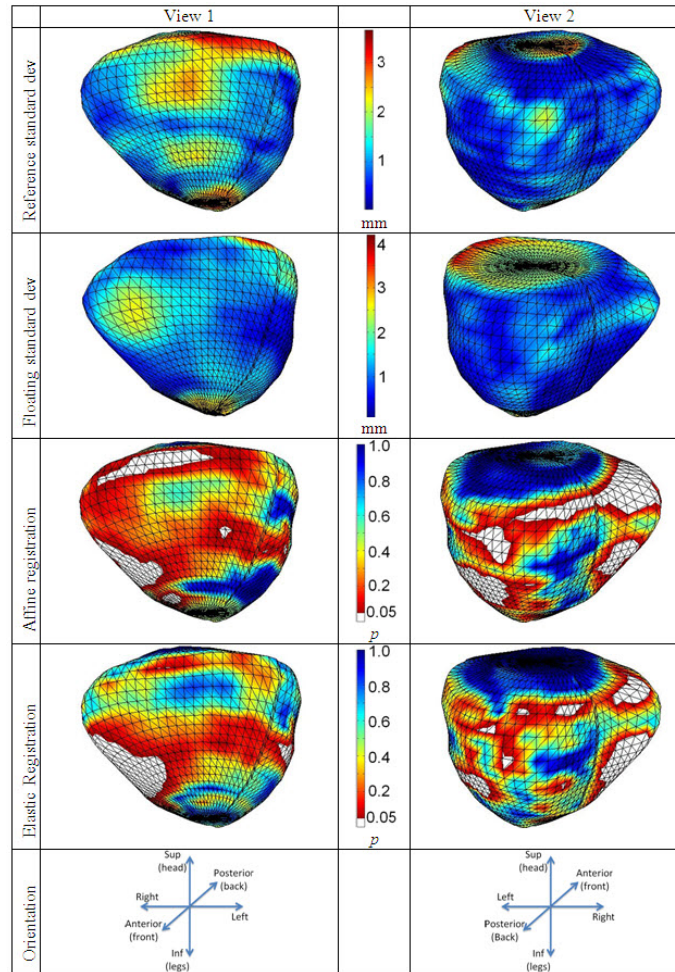 View 1
View 2
Reference standard dev
3
2
1
mm
Floating standard dev
4
3
2
1
mm
Affine registration
1.0
0.8
0.6
0.4
0.2
0.05
p
Elastic Registration
1.0
0.8
0.6
0.4
0.2
0.05
p
Orientation
Sup
(head)
Posterior
(back)
Right
Left
Anterior
(front)
Inf
(legs)
Sup
(head)
Anterior
(front)
Left
Right
Posterior
(Back)
Inf
(legs)